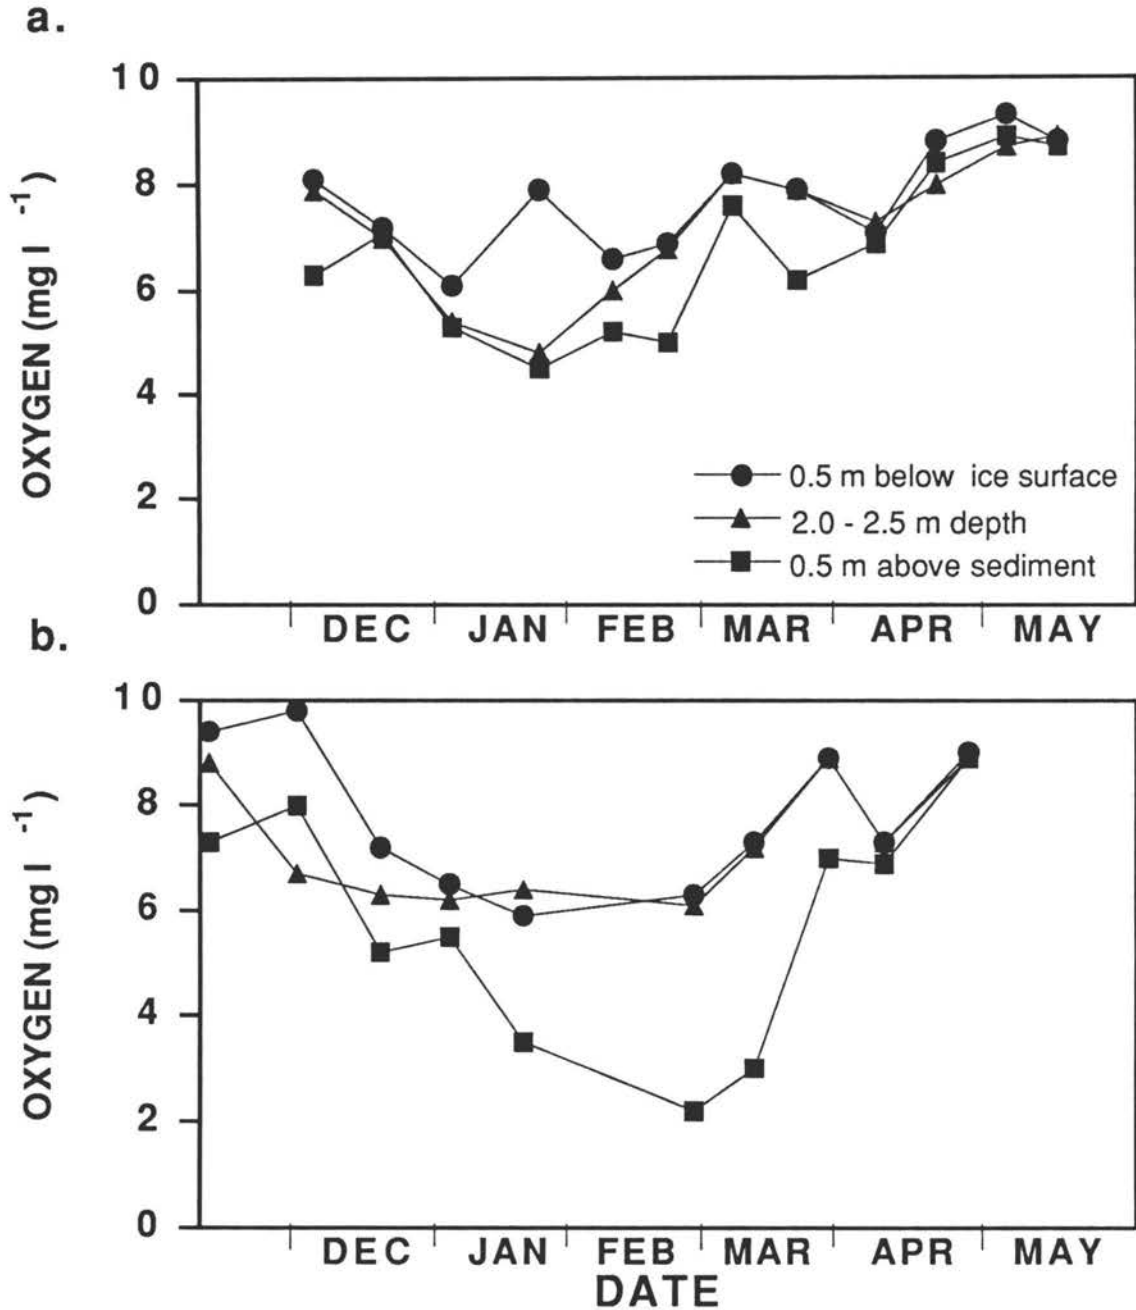 a.
10
8
6
4
2
0
OXYGEN (mg l -1)
0.5 m below ice surface
2.0 - 2.5 m depth
0.5 m above sediment
DEC JAN FEB MAR APR MAY
b.
10
8
6
4
2
0
OXYGEN (mg l -1)
DEC JAN FEB MAR APR MAY
DATE